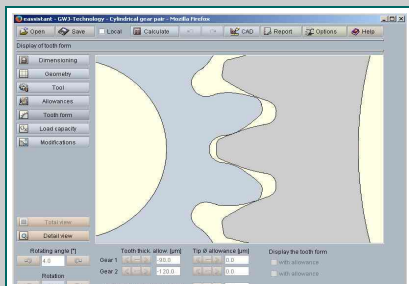 eassistant - GWJ-Technology - Cylindrical gear pair - Mozilla Firefox
Open Save Local Calculate CAD Report Options Help
Display of tooth form
Dimensioning
Geometry
Tool
Allowances
Tooth form
Load capacity
Modifications
Total view
Detail view
Rotating angle [°] Tooth thick. allow. [µm] Tip Ø allowance [µm] Display the tooth form
4.0 Gear 1 -90.0 0.0 with allowance
Rotation Gear 2 -120.0 0.0 with allowance